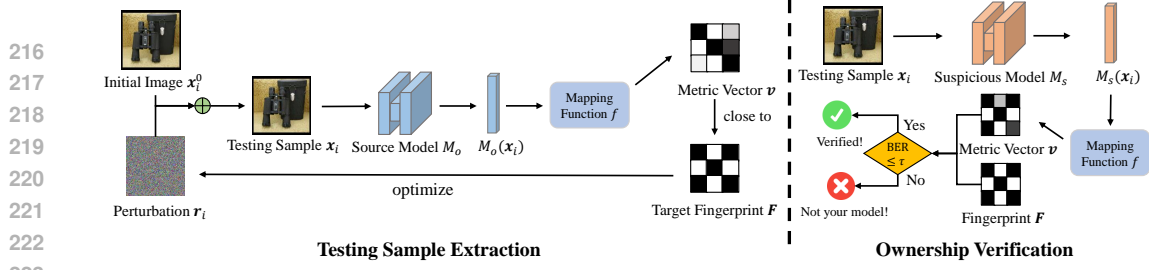 216
217
218
219
220
221
222
Initial Image x_i^0
Perturbation r_i
Testing Sample x_i
Source Model M_o
M_o(x_i)
Mapping
Function f
Metric Vector v
close to
Target Fingerprint F
optimize
Testing Sample Extraction
Testing Sample x_i
Suspicious Model M_s
M_s(x_i)
Mapping
Function f
Metric Vector v
Fingerprint F
BER
≤ τ
Yes
Verified!
No
Not your model!
Ownership Verification